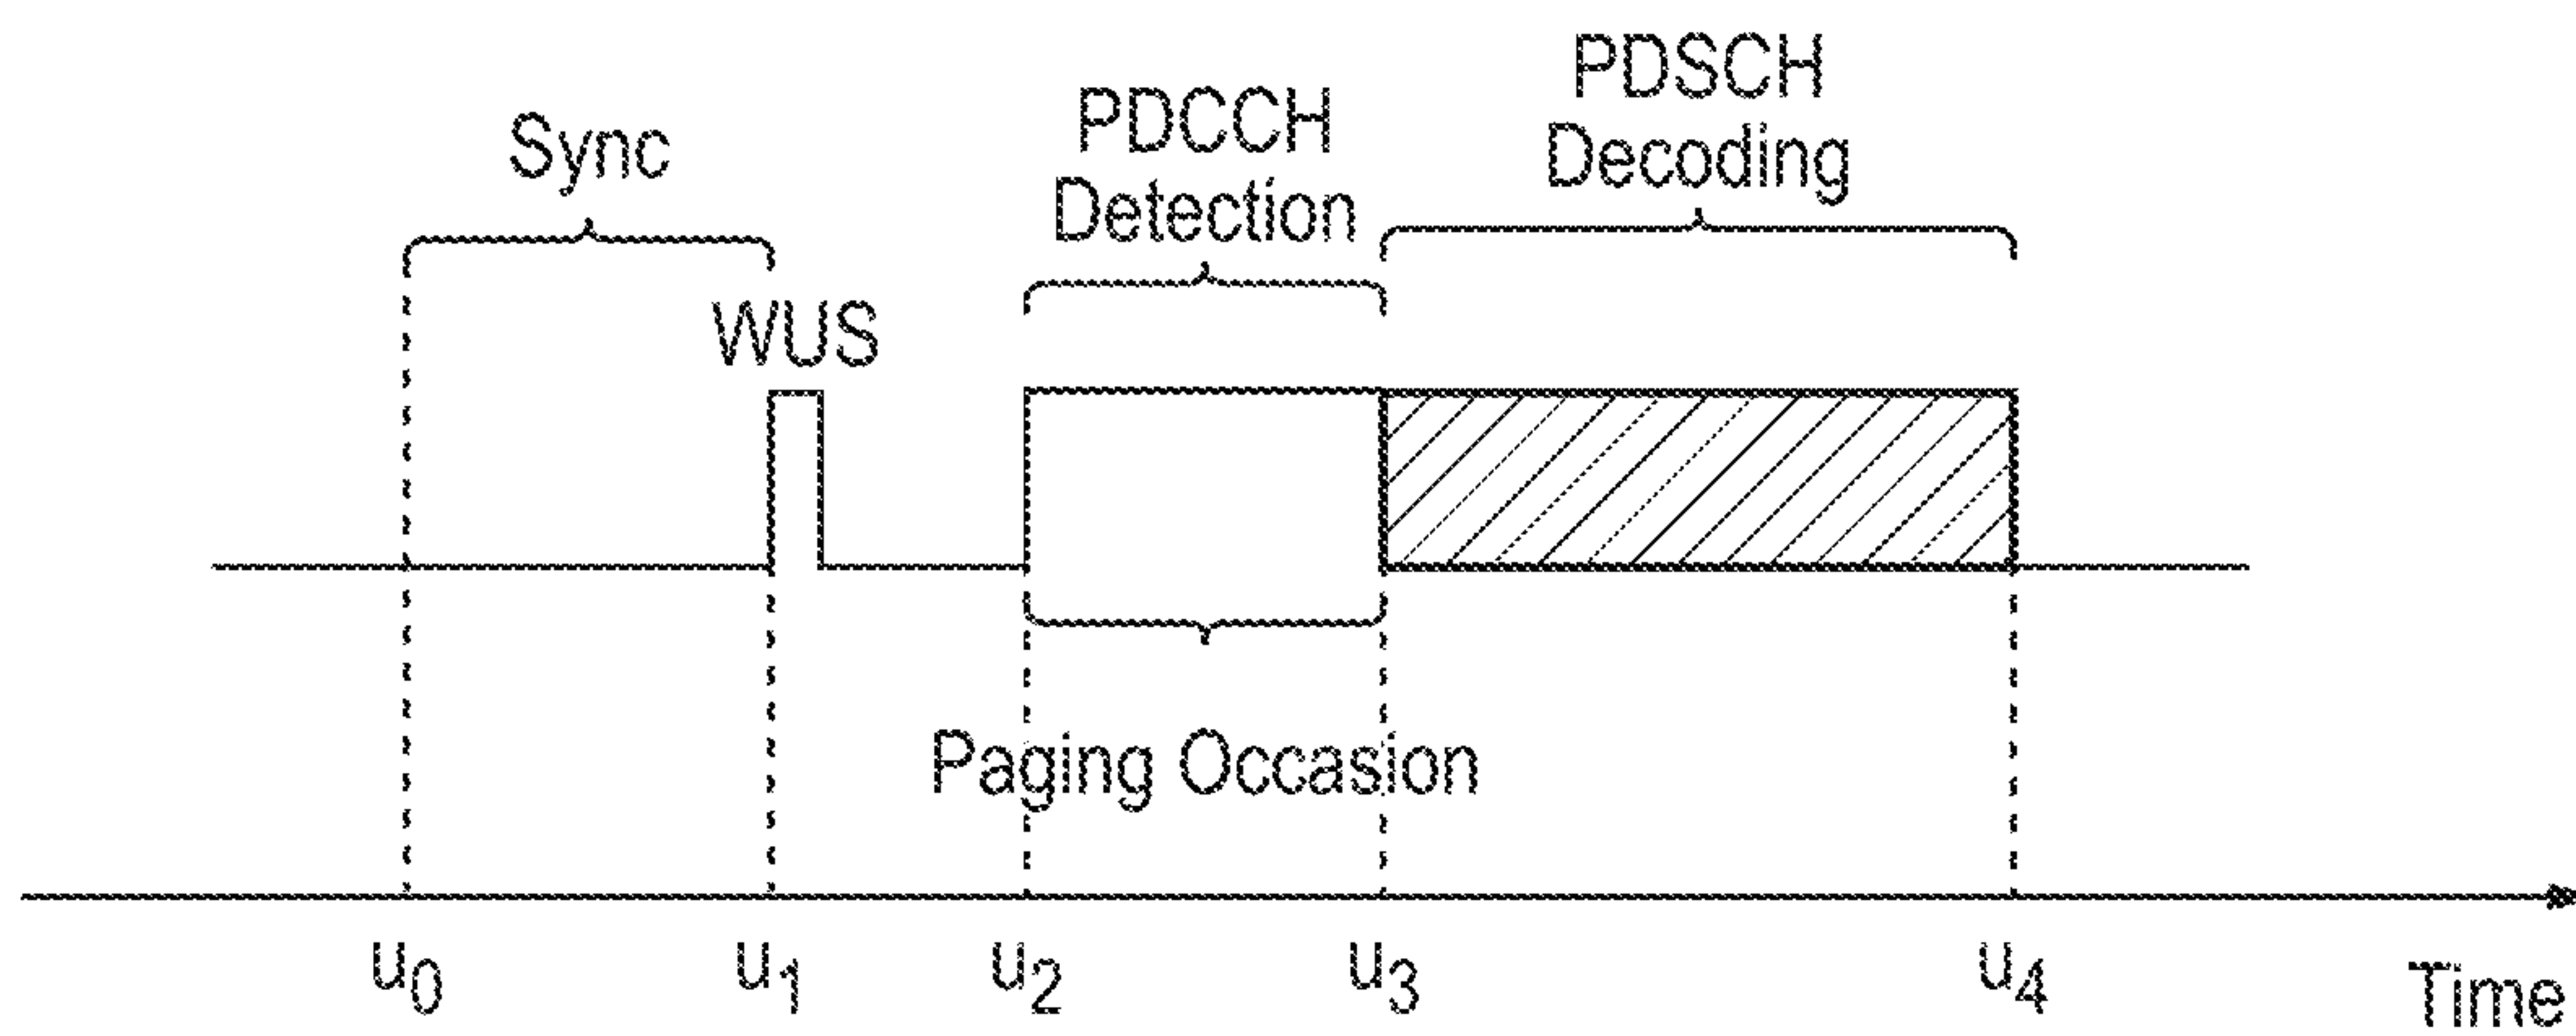 PDSCH
Decoding
PDCCH
Detection
Sync
WUS
Paging Occasion
u0 u1 u2 u3 u4 Time